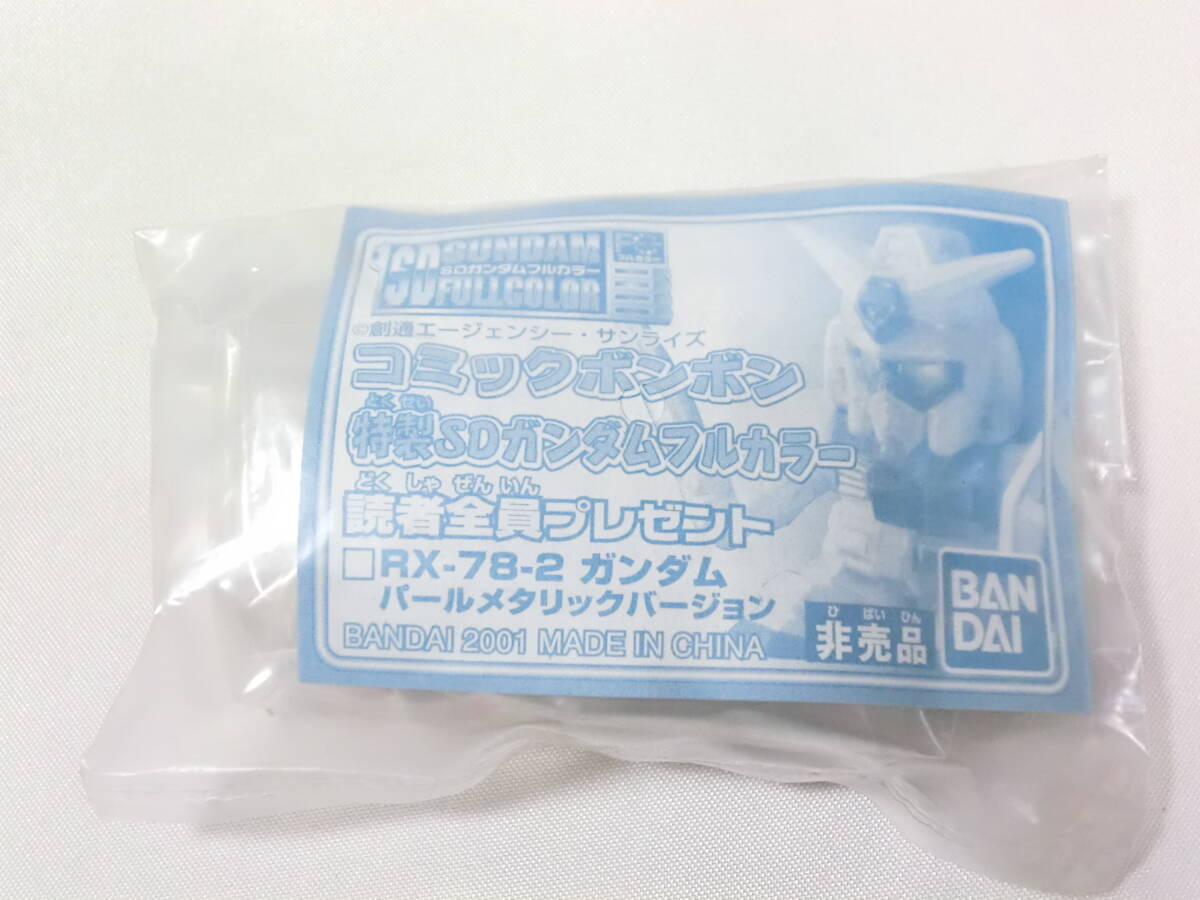 SD GUNDAM
SDガンダムフルカラー
FULLCOLOR
©創通エージェンシー・サンライズ
コミックボンボン
とくせい
特製SDガンダムフルカラー
どくしゃぜんいん
読者全員プレゼント
□RX-78-2 ガンダム
パールメタリックバージョン
BANDAI 2001 MADE IN CHINA
ひばいひん
非売品
BAN
DAI